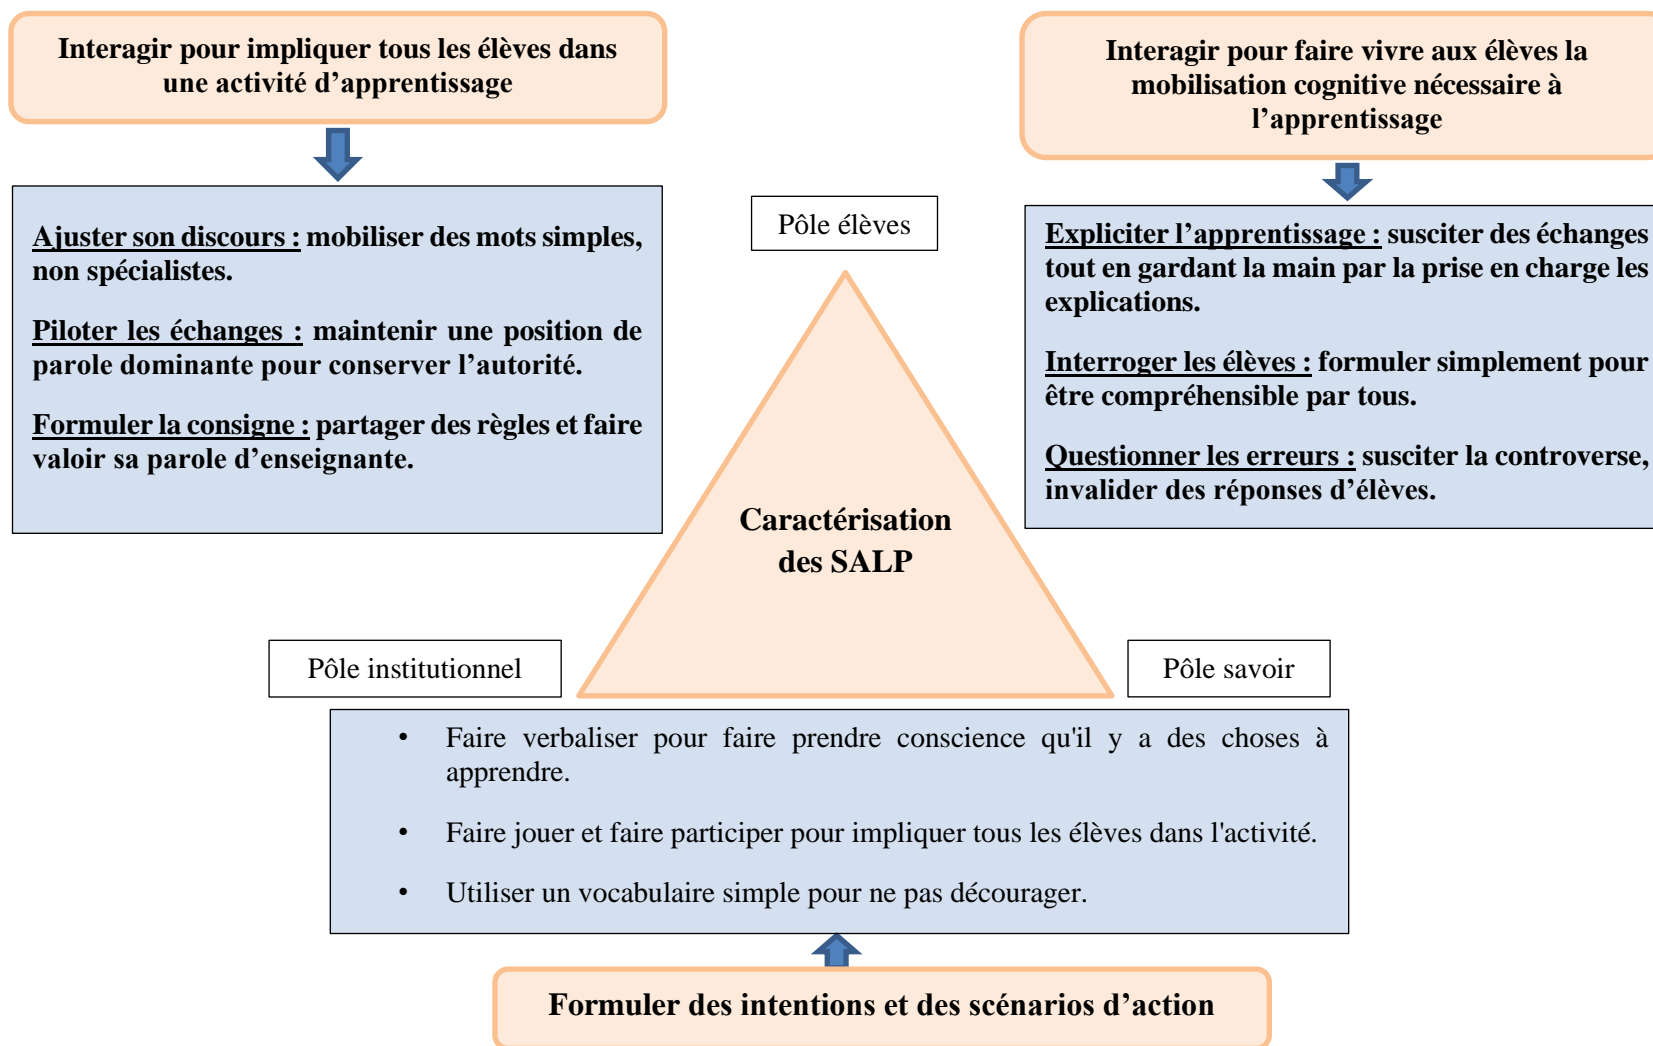 Interagir pour impliquer tous les élèves dans
une activité d’apprentissage
Interagir pour faire vivre aux élèves la
mobilisation cognitive nécessaire à
l’apprentissage
Ajuster son discours : mobiliser des mots simples,
non spécialistes.
Piloter les échanges : maintenir une position de
parole dominante pour conserver l’autorité.
Formuler la consigne : partager des règles et faire
valoir sa parole d’enseignante.
Pôle élèves
Expliciter l’apprentissage : susciter des échanges
tout en gardant la main par la prise en charge les
explications.
Interroger les élèves : formuler simplement pour
être compréhensible par tous.
Questionner les erreurs : susciter la controverse,
invalider des réponses d’élèves.
Caractérisation
des SALP
Pôle institutionnel
Pôle savoir
• Faire verbaliser pour faire prendre conscience qu'il y a des choses à
apprendre.
• Faire jouer et faire participer pour impliquer tous les élèves dans l'activité.
• Utiliser un vocabulaire simple pour ne pas décourager.
Formuler des intentions et des scénarios d’action